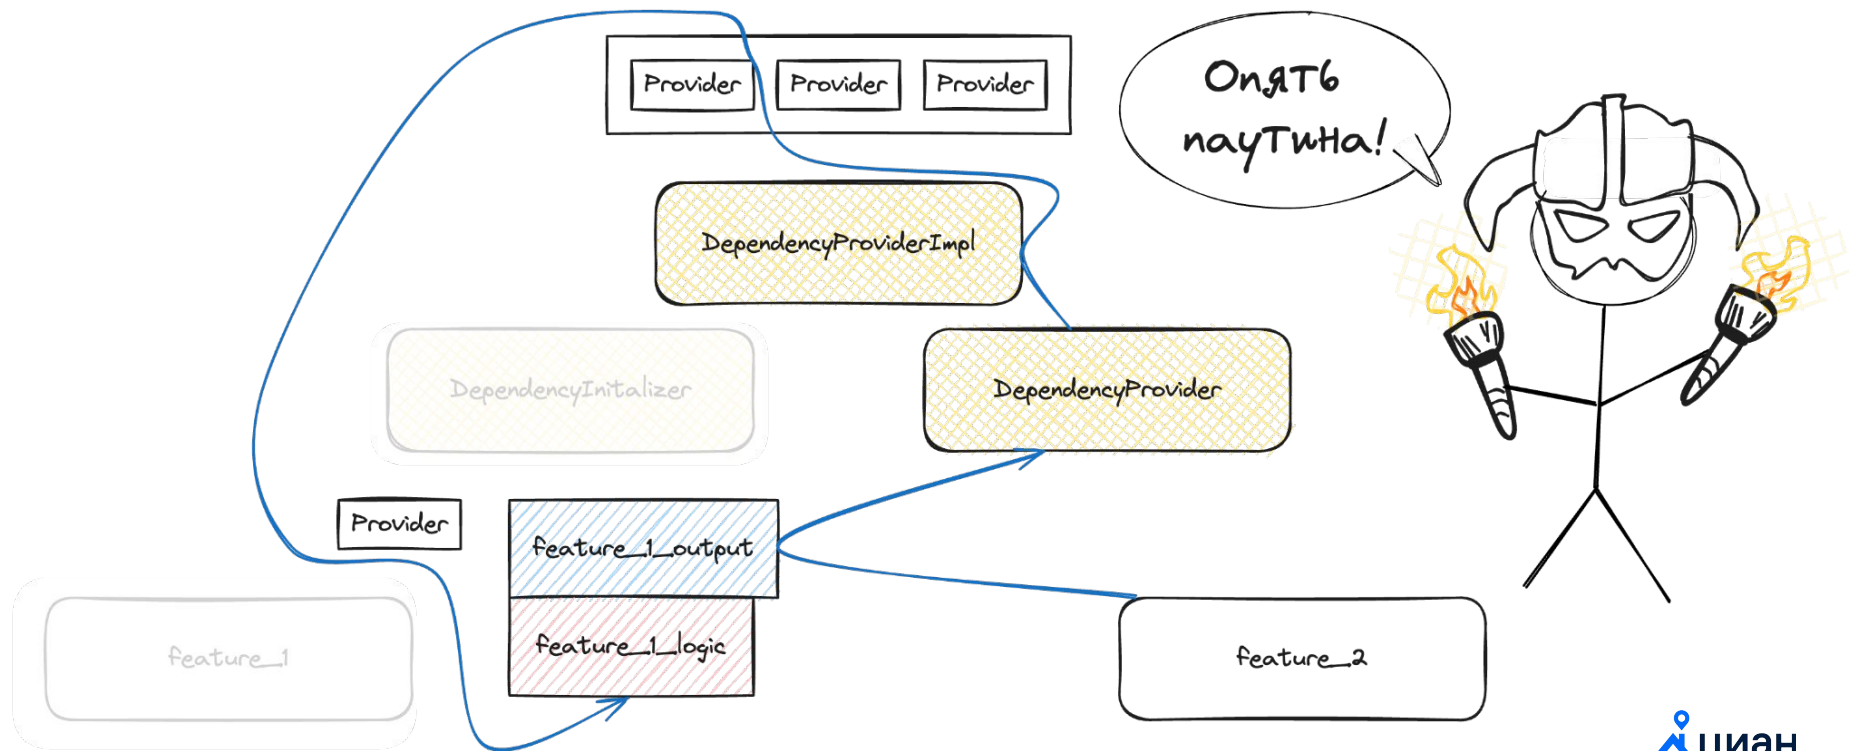 Provider
Provider
Provider
Опять
паутина!
DependencyProviderImpl
DependencyInitalizer
DependencyProvider
Provider
feature_1_output
feature_1_logic
feature_1
feature_2
циан